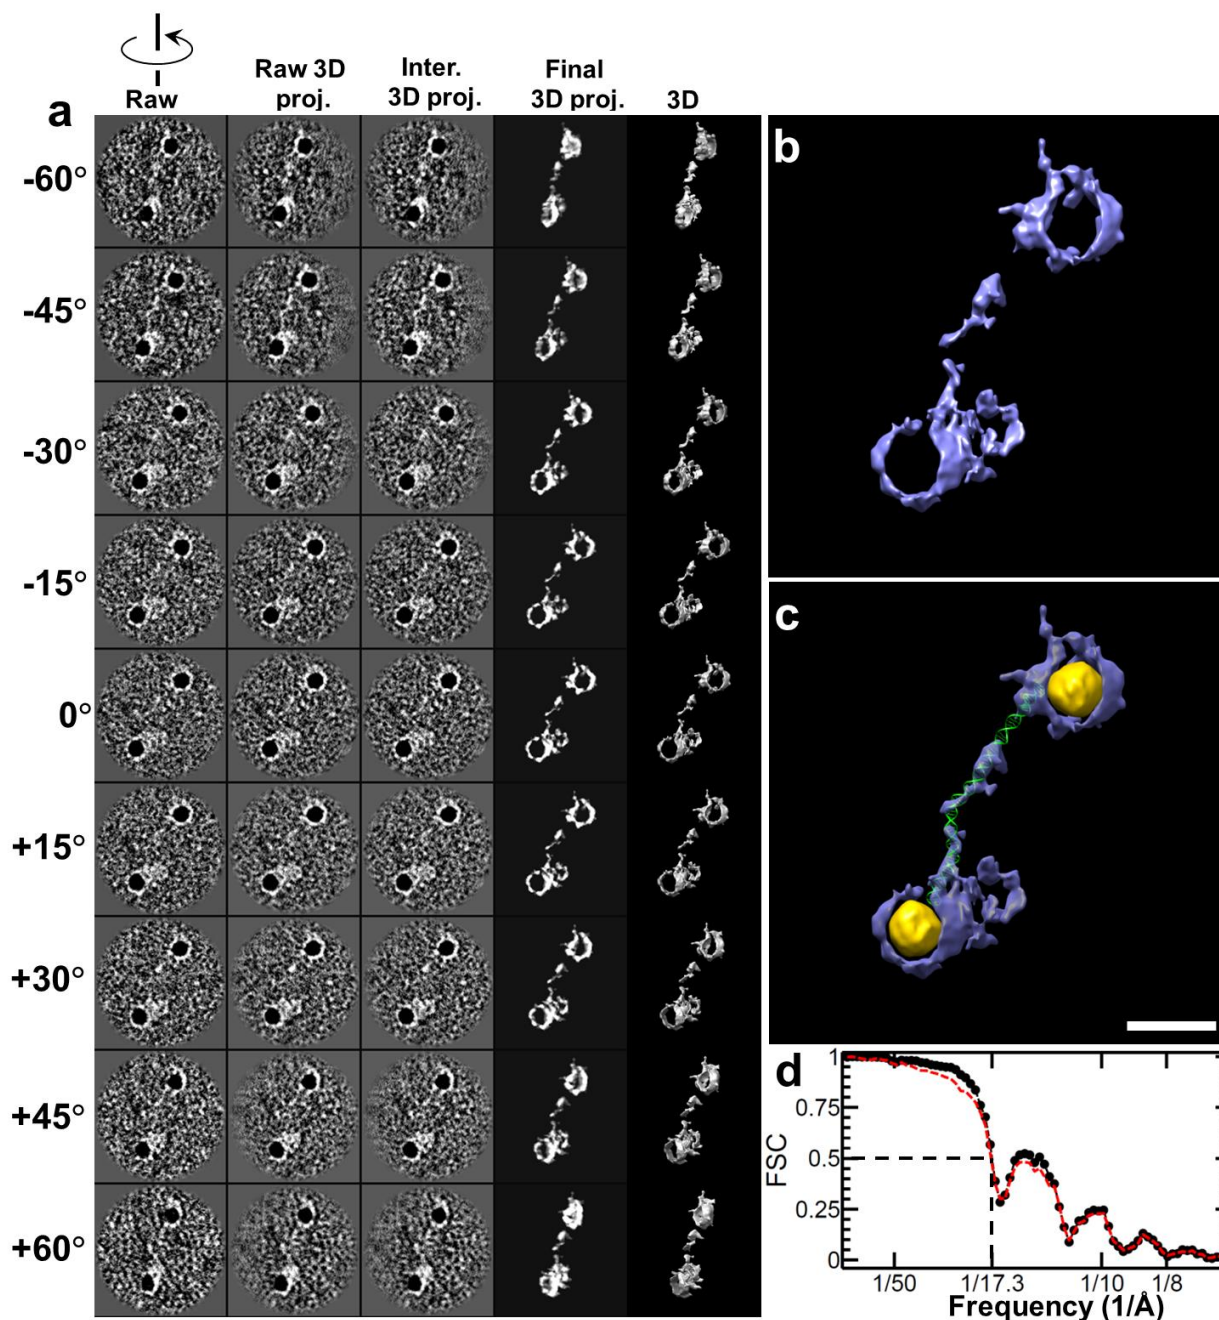 a
Raw
Raw 3D
proj.
Inter.
3D proj.
Final
3D proj.
3D
-60°
-45°
-30°
-15°
0°
+15°
+30°
+45°
+60°
b
c
d
1
0.75
0.5
0.25
0
FSC
1/50
1/17.3
1/10
1/8
Frequency (1/Å)